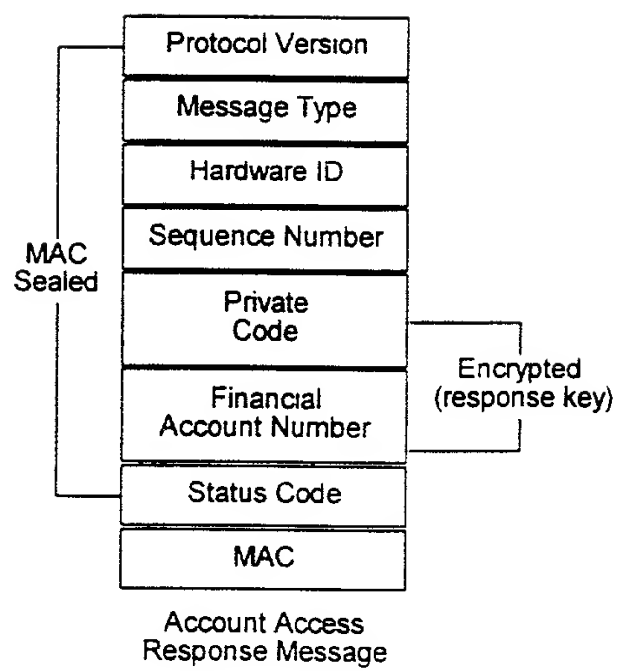 Protocol Version
Message Type
Hardware ID
Sequence Number
MAC
Sealed
Private
Code
Encrypted
(response key)
Financial
Account Number
Status Code
MAC
Account Access
Response Message